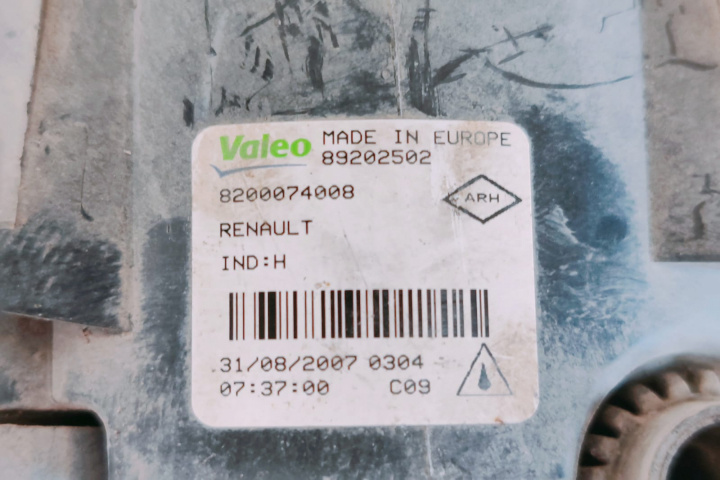 Valeo MADE IN EUROPE
89202502
8200074008
ARH
RENAULT
IND:H
31/08/2007 0304
07:37:00 C09